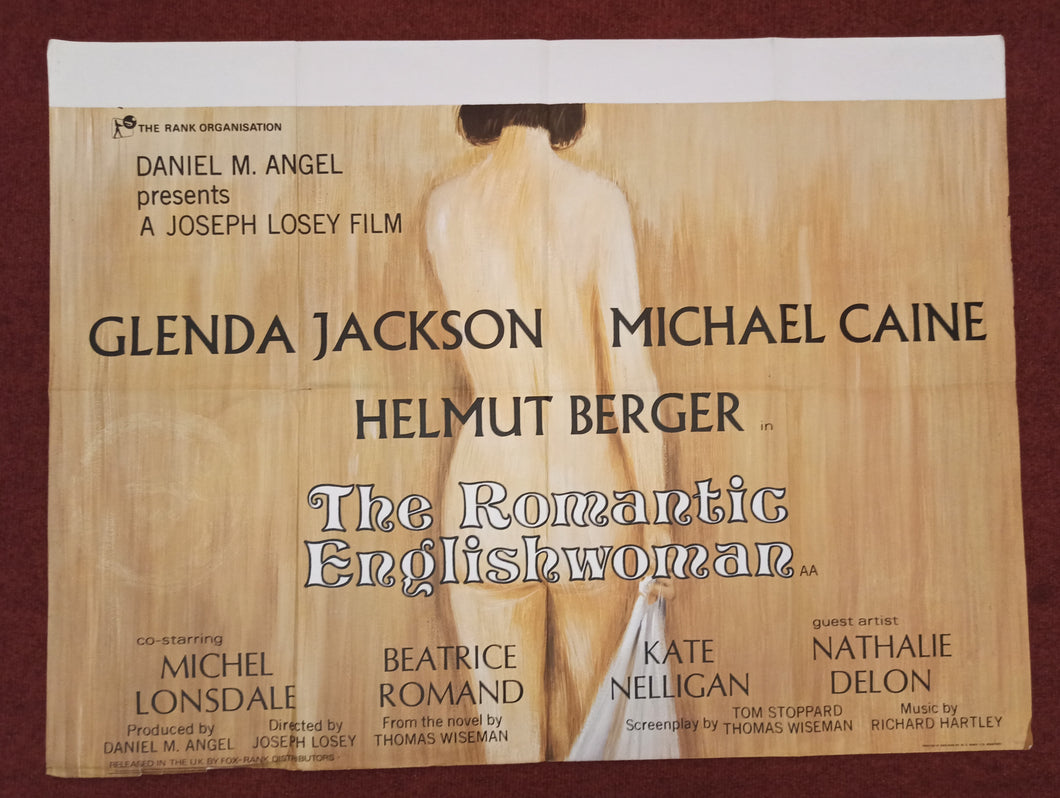 THE RANK ORGANISATION
DANIEL M. ANGEL
presents
A JOSEPH LOSEY FILM
GLENDA JACKSON MICHAEL CAINE
HELMUT BERGER in
The Romantic
Englishwoman AA
co-starring
MICHEL
LONSDALE
BEATRICE
ROMAND
KATE
NELLIGAN
guest artist
NATHALIE
DELON
Produced by
DANIEL M. ANGEL
Directed by
JOSEPH LOSEY
From the novel by
THOMAS WISEMAN
Screenplay by TOM STOPPARD
THOMAS WISEMAN
Music by
RICHARD HARTLEY
RELEASED IN THE U.K. BY FOX-RANK DISTRIBUTORS